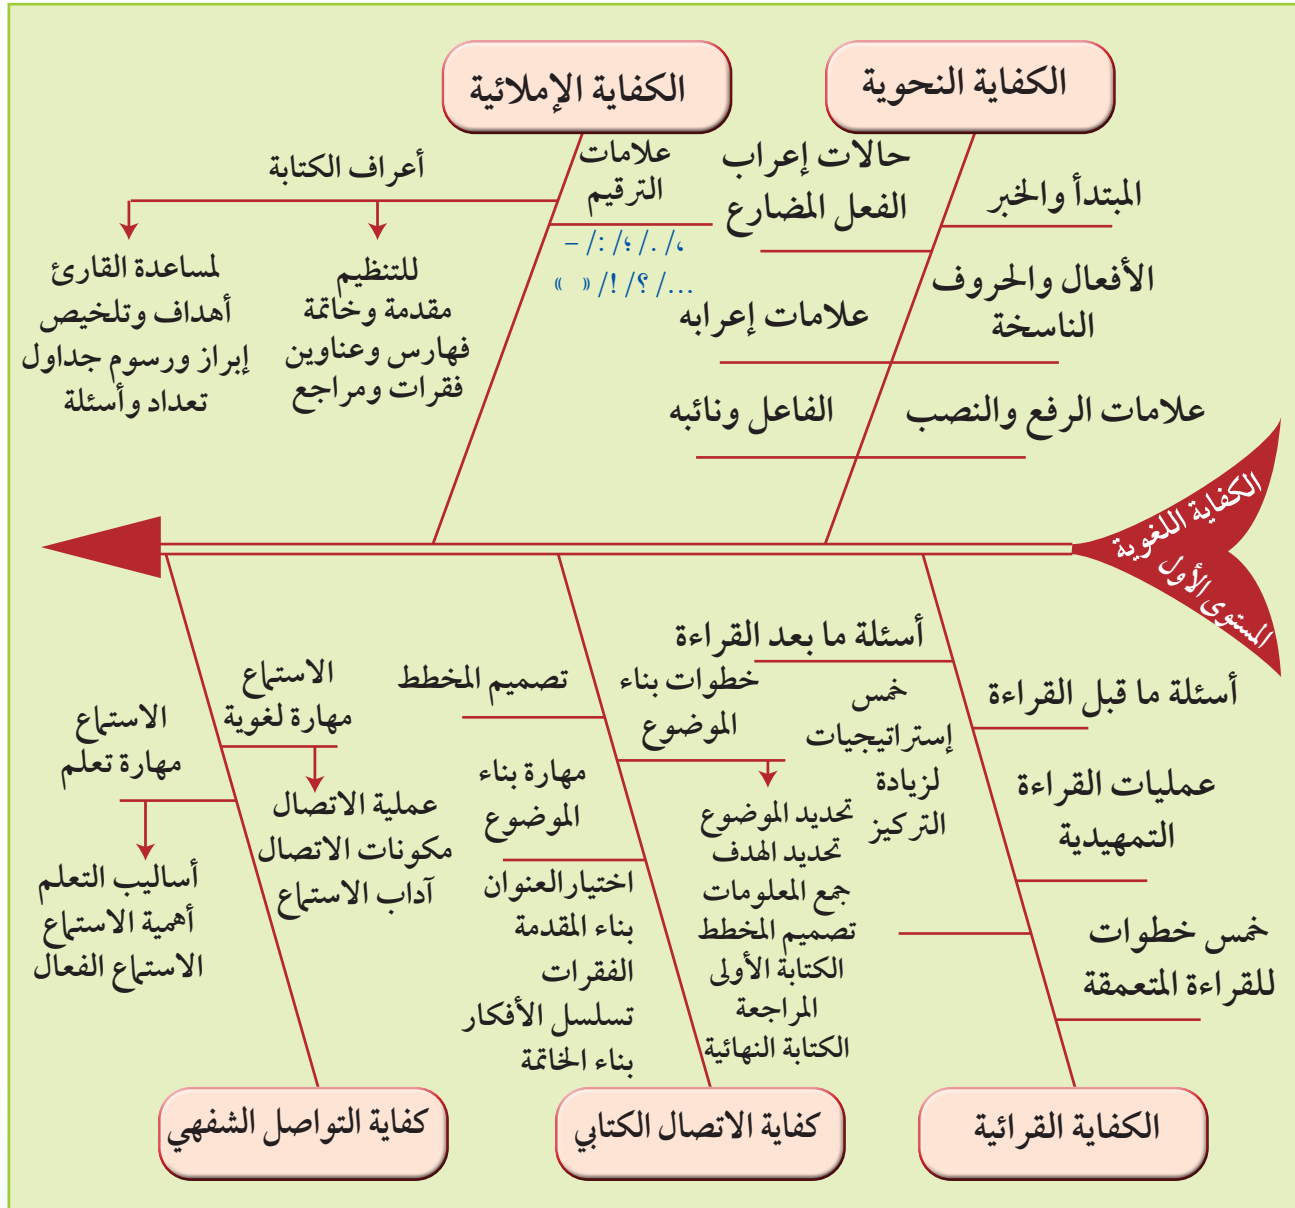 الكفاية اللغوية
المستوى الأول
الكفاية النحوية
المبتدأ والخبر
الأفعال والحروف
الناسخة
علامات الرفع والنصب
حالات إعراب
الفعل المضارع
علامات إعرابه
الفاعل ونائبه
الكفاية الإملائية
علامات
الترقيم
،/ ./ ؛/ :/ –
.../ ؟/ !/ « »
أعراف الكتابة
للتنظيم
مقدمة وخاتمة
فهارس وعناوين
فقرات ومراجع
لمساعدة القارئ
أهداف وتلخيص
إبراز ورسوم جداول
تعداد وأسئلة
أسئلة ما قبل القراءة
عمليات القراءة
التمهيدية
خمس خطوات
للقراءة المتعمقة
أسئلة ما بعد القراءة
خمس
إستراتيجيات
لزيادة
التركيز
الكفاية القرائية
خطوات بناء
الموضوع
تحديد الموضوع
تحديد الهدف
جمع المعلومات
تصميم المخطط
الكتابة الأولى
المراجعة
الكتابة النهائية
تصميم المخطط
مهارة بناء
الموضوع
اختيارالعنوان
بناء المقدمة
الفقرات
تسلسل الأفكار
بناء الخاتمة
كفاية الاتصال الكتابي
الاستماع
مهارة لغوية
عملية الاتصال
مكونات الاتصال
آداب الاستماع
الاستماع
مهارة تعلم
أساليب التعلم
أهمية الاستماع
الاستماع الفعال
كفاية التواصل الشفهي